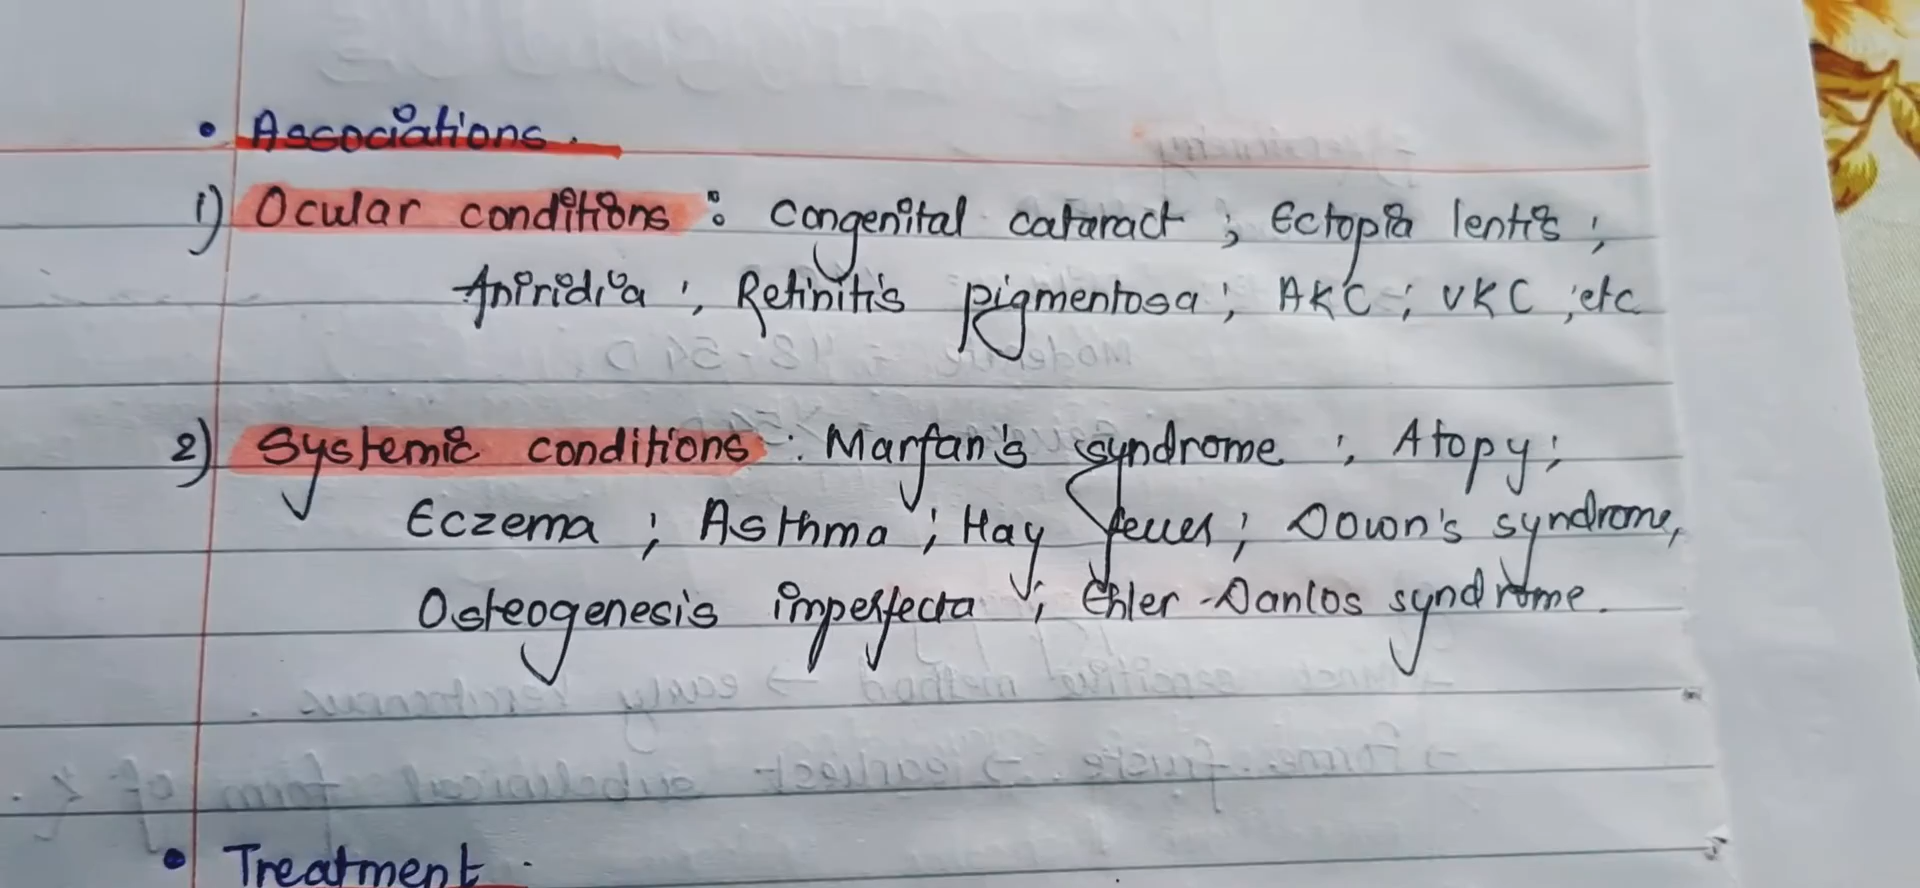 • Associations.
1) Ocular conditions : Congenital cataract ; Ectopia lentis ;
Aniridia ; Retinitis pigmentosa ; AKC ; VKC ; etc
2) Systemic conditions : Marfan's syndrome ; Atopy ;
Eczema ; Asthma ; Hay fever ; Down's syndrome,
Osteogenesis imperfecta ; Ehler-Danlos syndrome.
• Treatment.